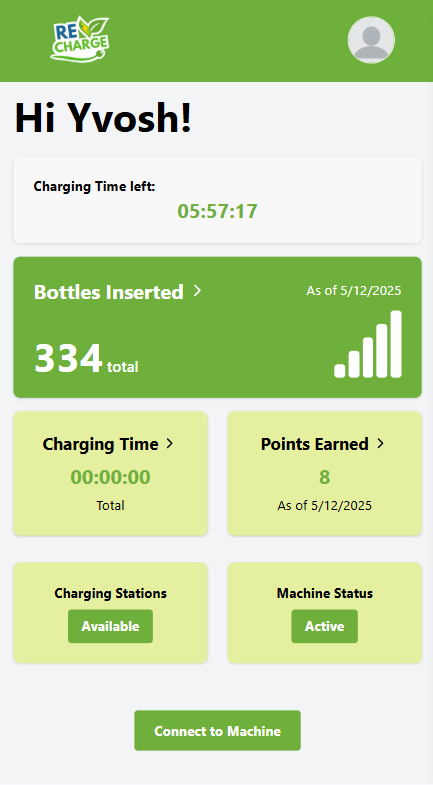 RE
CHARGE
Hi Yvosh!
Charging Time left:
05:57:17
Bottles Inserted
As of 5/12/2025
334 total
Charging Time
Points Earned
00:00:00
8
Total
As of 5/12/2025
Charging Stations
Machine Status
Available
Active
Connect to Machine